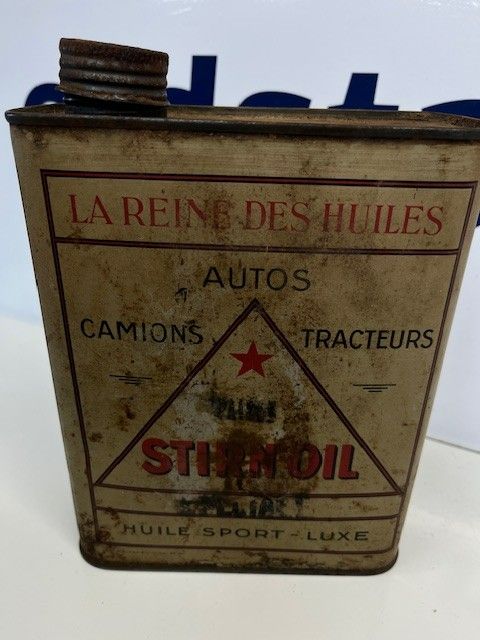 LA REINE DES HUILES
AUTOS
CAMIONS
TRACTEURS
STIRN OIL
HUILE SPORT - LUXE